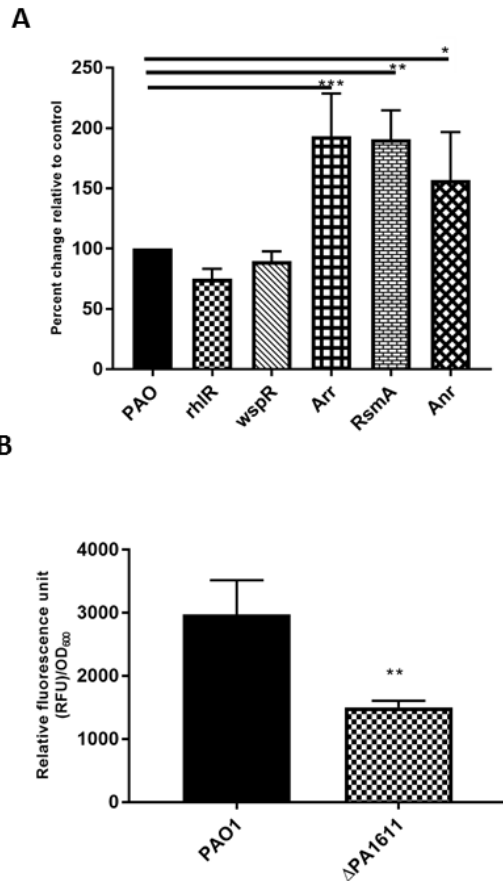 A
*
**
***
250
200
150
100
50
0
Percent change relative to control
PAO
rhlR
wspR
Arr
RsmA
Anr
B
4000
3000
2000
1000
0
Relative fluorescence unit
(RFU)/OD600
**
PAO1
ΔPA1611